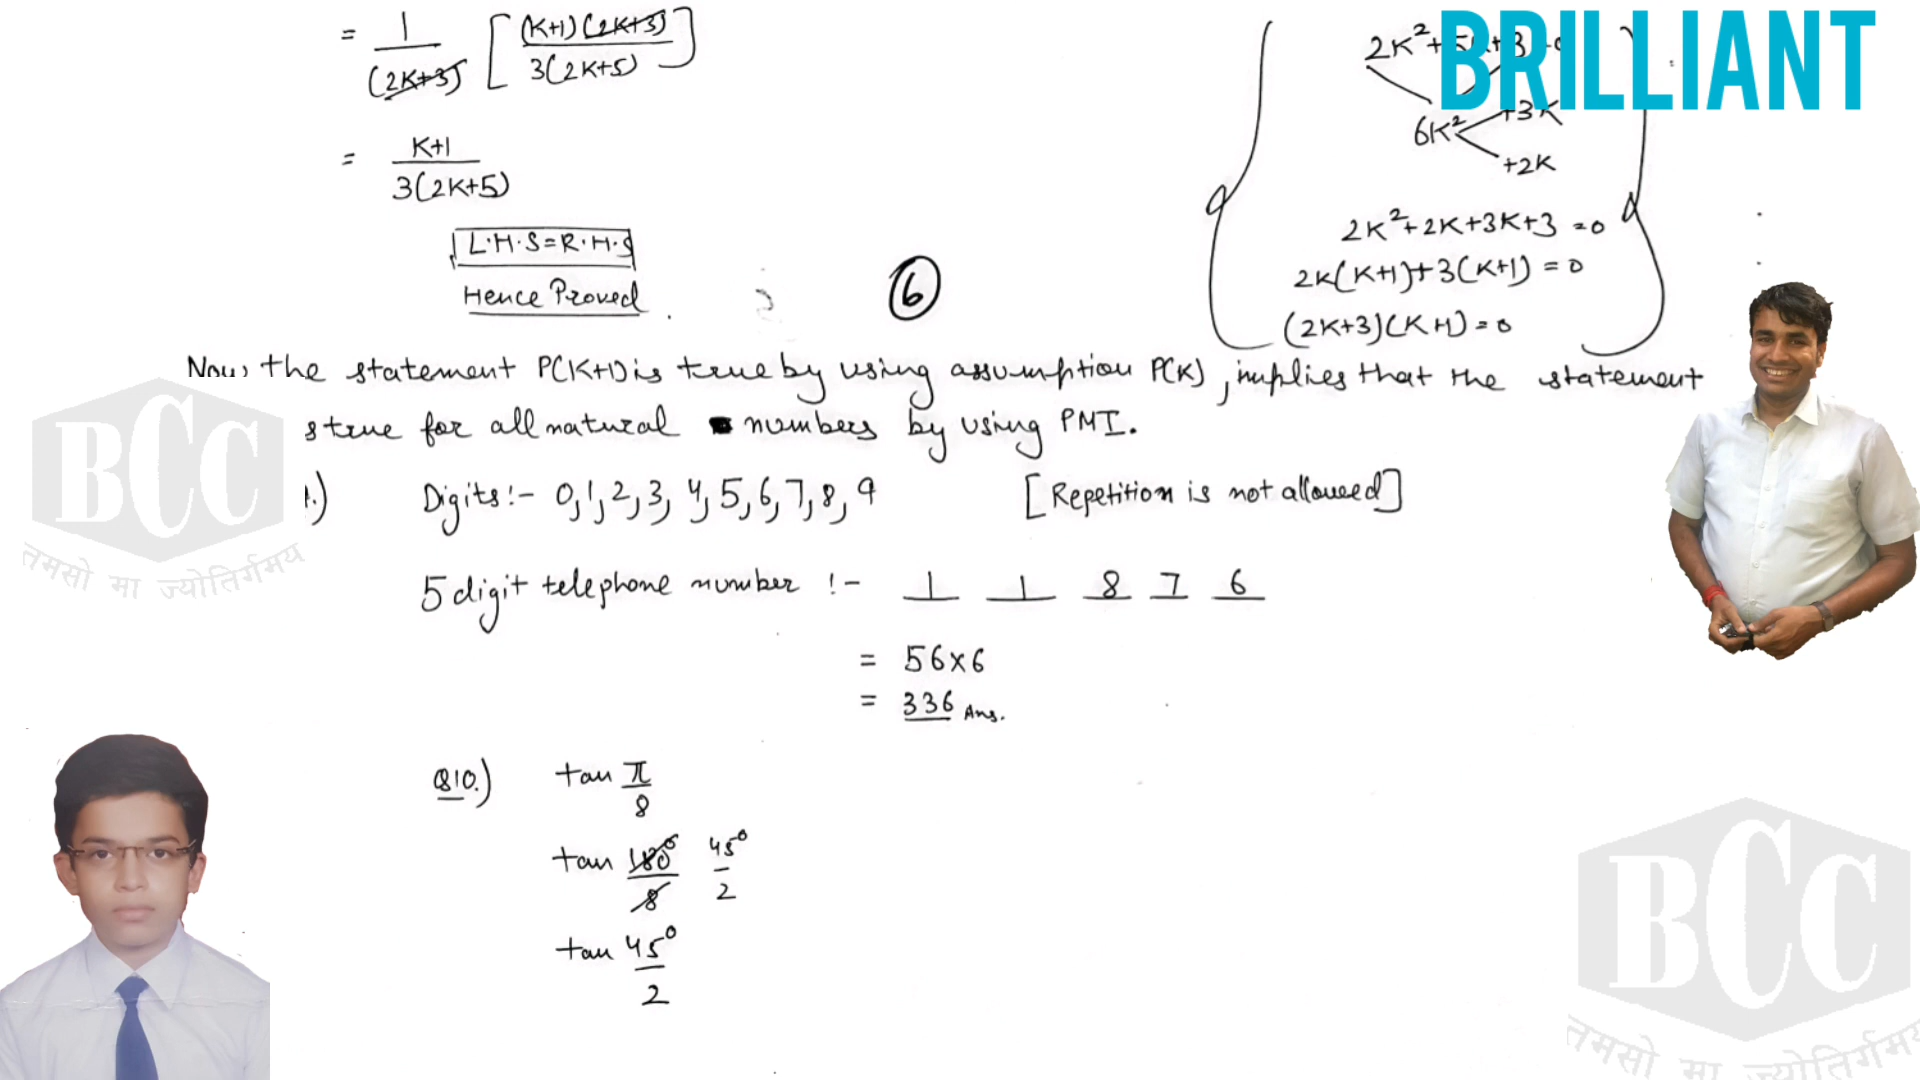 = 1/(2K+3) [(K+1)(2K+3)/3(2K+5)]
= K+1/3(2K+5)
L.H.S=R.H.S
Hence Proved.
6
BRILLIANT
2K²+5K+3=0
6K² +3K
+2K
2K²+2K+3K+3=0
2K(K+1)+3(K+1)=0
(2K+3)(K+1)=0
Now the statement P(K+1) is true by using assumption P(K), implies that the statement
is true for all natural numbers by using PMI.
Digits:- 0,1,2,3,4,5,6,7,8,9 [Repetition is not allowed]
5 digit telephone number :- 1 1 8 7 6
= 56×6
= 336 Ans.
Q10.) tan π/8
tan 180°/8 45°/2
tan 45°/2
BCC
तमसो मा ज्योतिर्गमय
BCC
तमसो मा ज्योतिर्गमय